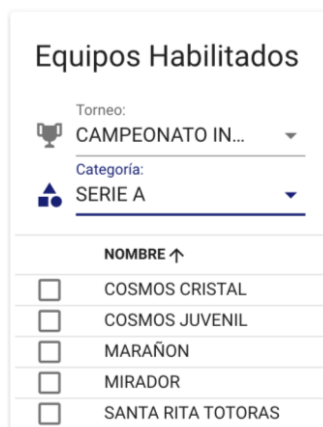 Equipos Habilitados
Torneo:
CAMPEONATO IN...
Categoría:
SERIE A
NOMBRE ↑
COSMOS CRISTAL
COSMOS JUVENIL
MARAÑON
MIRADOR
SANTA RITA TOTORAS